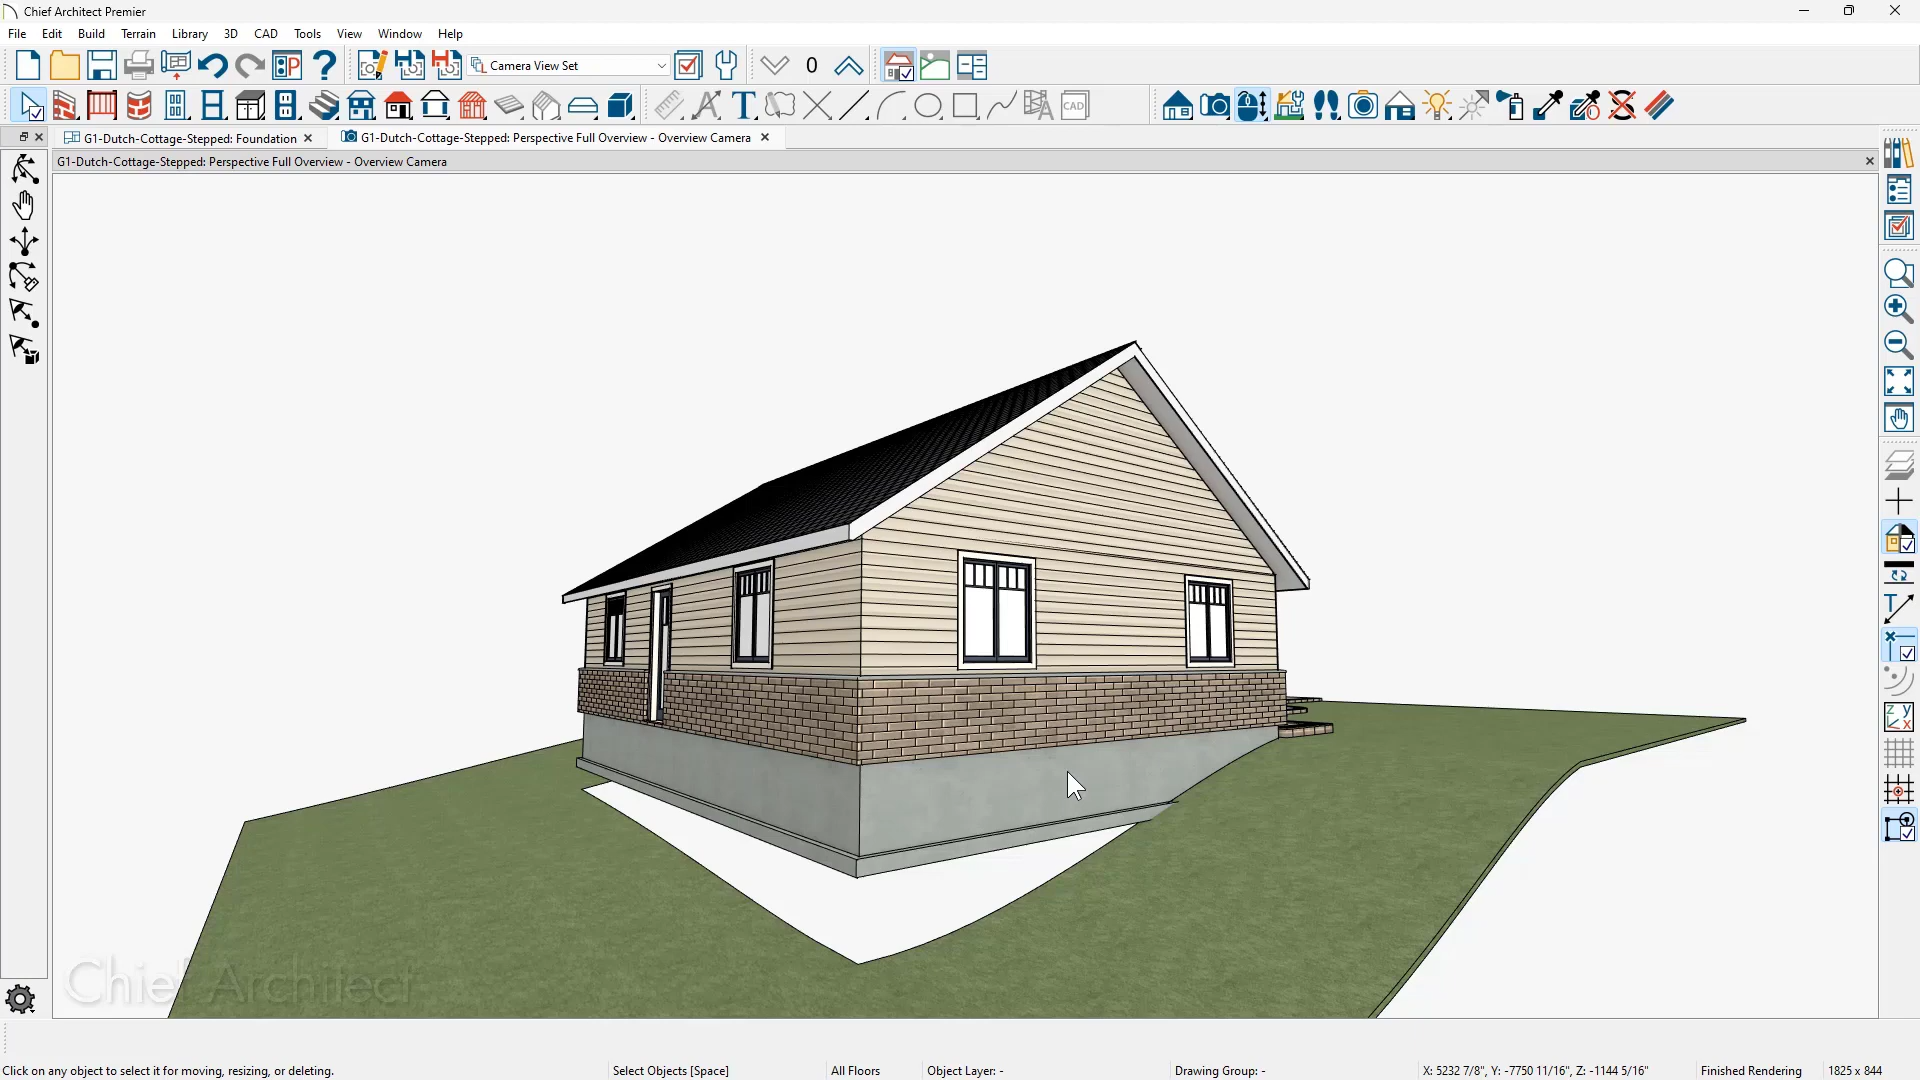 Chief Architect Premier
File Edit Build Terrain Library 3D CAD Tools Window Help
Camera View Set
0
G1-Dutch-Cottage-Stepped: Foundation
G1-Dutch-Cottage-Stepped: Perspective Full Overview - Overview Camera
G1-Dutch-Cottage-Stepped: Perspective Full Overview - Overview Camera
Chief Architect
Click on any object to select it for moving, resizing, or deleting.
Select Objects [Space]
All Floors
Object Layer: -
Drawing Group: -
X: 5232 7/8", Y: -7750 11/16", Z: -1144 5/16"
Finished Rendering
1825 x 844